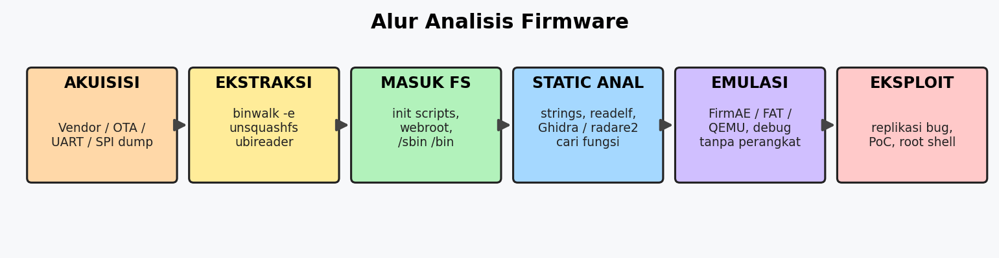 Alur Analisis Firmware
AKUISISI
Vendor / OTA /
UART / SPI dump
EKSTRAKSI
binwalk -e
unsquashfs
ubireader
MASUK FS
init scripts,
webroot,
/sbin /bin
STATIC ANAL
strings, readelf,
Ghidra / radare2
cari fungsi
EMULASI
FirmAE / FAT /
QEMU, debug
tanpa perangkat
EKSPLOIT
replikasi bug,
PoC, root shell